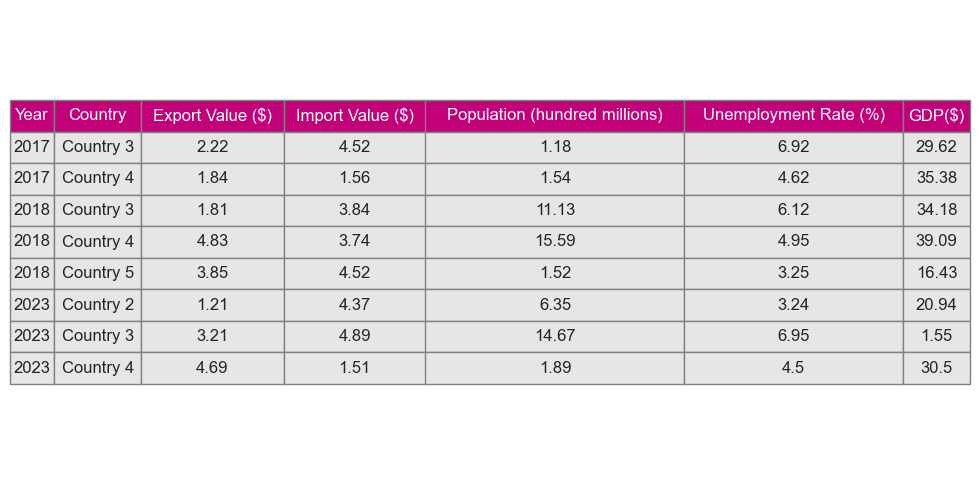 Year Country Export Value ($) Import Value ($) Population (hundred millions) Unemployment Rate (%) GDP($)
2017 Country 3 2.22 4.52 1.18 6.92 29.62
2017 Country 4 1.84 1.56 1.54 4.62 35.38
2018 Country 3 1.81 3.84 11.13 6.12 34.18
2018 Country 4 4.83 3.74 15.59 4.95 39.09
2018 Country 5 3.85 4.52 1.52 3.25 16.43
2023 Country 2 1.21 4.37 6.35 3.24 20.94
2023 Country 3 3.21 4.89 14.67 6.95 1.55
2023 Country 4 4.69 1.51 1.89 4.5 30.5